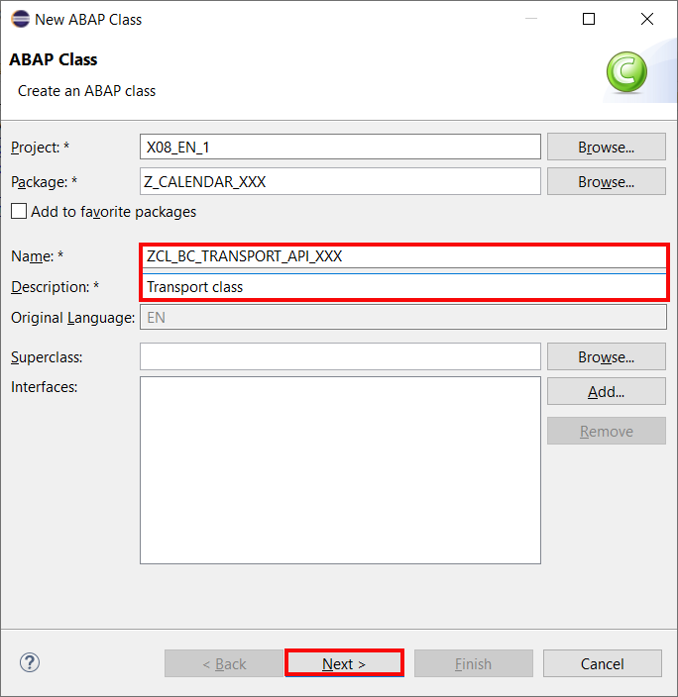 New ABAP Class
ABAP Class
Create an ABAP class
Project: * X08_EN_1 Browse...
Package: * Z_CALENDAR_XXX Browse...
Add to favorite packages
Name: * ZCL_BC_TRANSPORT_API_XXX
Description: * Transport class
Original Language: EN
Superclass: Browse...
Interfaces: Add...
Remove
? < Back Next > Finish Cancel